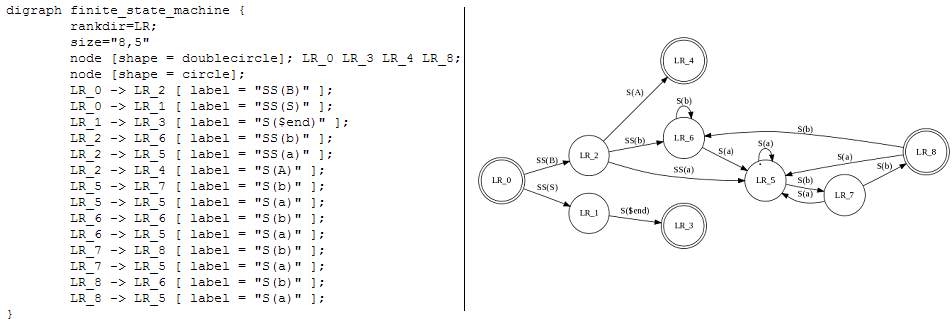 digraph finite_state_machine {
rankdir=LR;
size="8,5"
node [shape = doublecircle]; LR_0 LR_3 LR_4 LR_8;
node [shape = circle];
LR_0 -> LR_2 [ label = "SS(B)" ];
LR_0 -> LR_1 [ label = "SS(S)" ];
LR_1 -> LR_3 [ label = "S($end)" ];
LR_2 -> LR_6 [ label = "SS(b)" ];
LR_2 -> LR_5 [ label = "SS(a)" ];
LR_2 -> LR_4 [ label = "S(A)" ];
LR_5 -> LR_7 [ label = "S(b)" ];
LR_5 -> LR_5 [ label = "S(a)" ];
LR_6 -> LR_6 [ label = "S(b)" ];
LR_6 -> LR_5 [ label = "S(a)" ];
LR_7 -> LR_8 [ label = "S(b)" ];
LR_7 -> LR_5 [ label = "S(a)" ];
LR_8 -> LR_6 [ label = "S(b)" ];
LR_8 -> LR_5 [ label = "S(a)" ];
}
LR_4
S(A)
S(b)
LR_6
S(b)
SS(b)
S(a)
S(a)
S(a)
LR_8
SS(B)
LR_2
SS(a)
S(b)
S(b)
LR_0
LR_5
S(a)
LR_7
SS(S)
LR_1
S($end)
LR_3